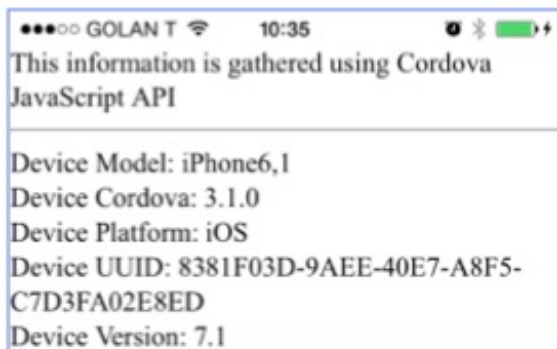 GOLAN T 10:35
This information is gathered using Cordova
JavaScript API
Device Model: iPhone6,1
Device Cordova: 3.1.0
Device Platform: iOS
Device UUID: 8381F03D-9AEE-40E7-A8F5-
C7D3FA02E8ED
Device Version: 7.1